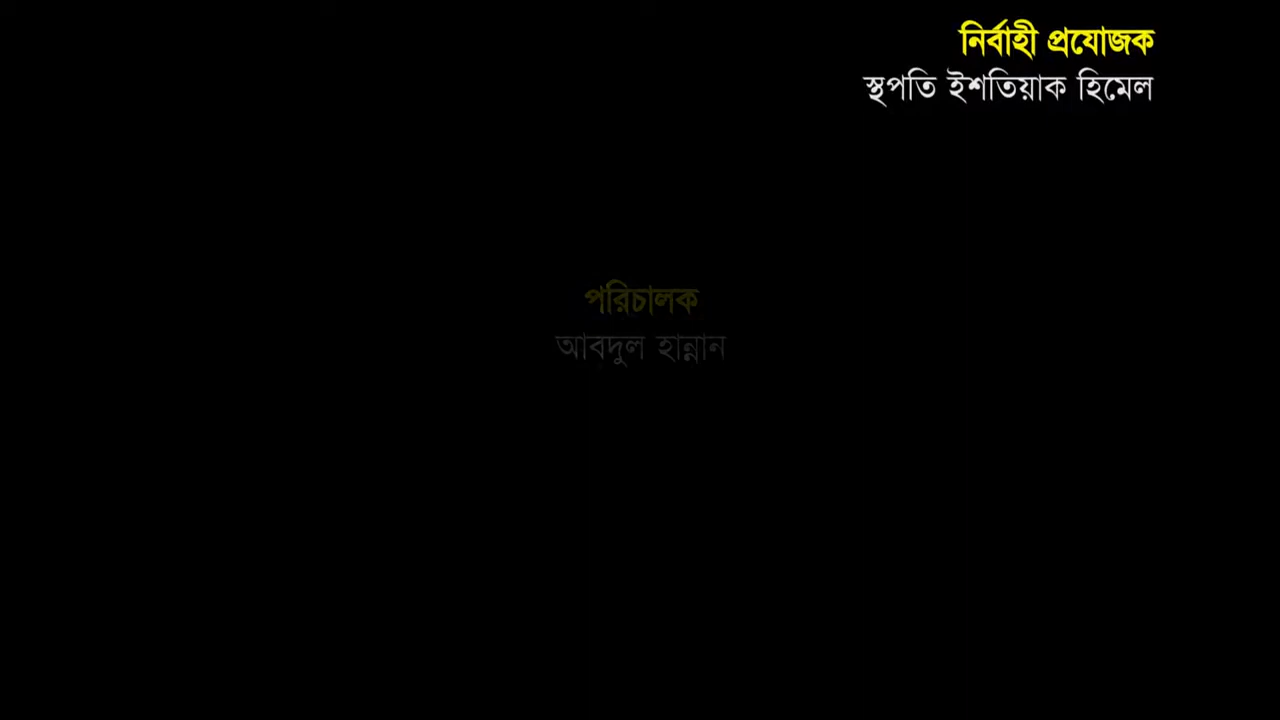 নির্বাহী প্রযোজক
স্থপতি ইশতিয়াক হিমেল
পরিচালক
আবদুল হান্নান